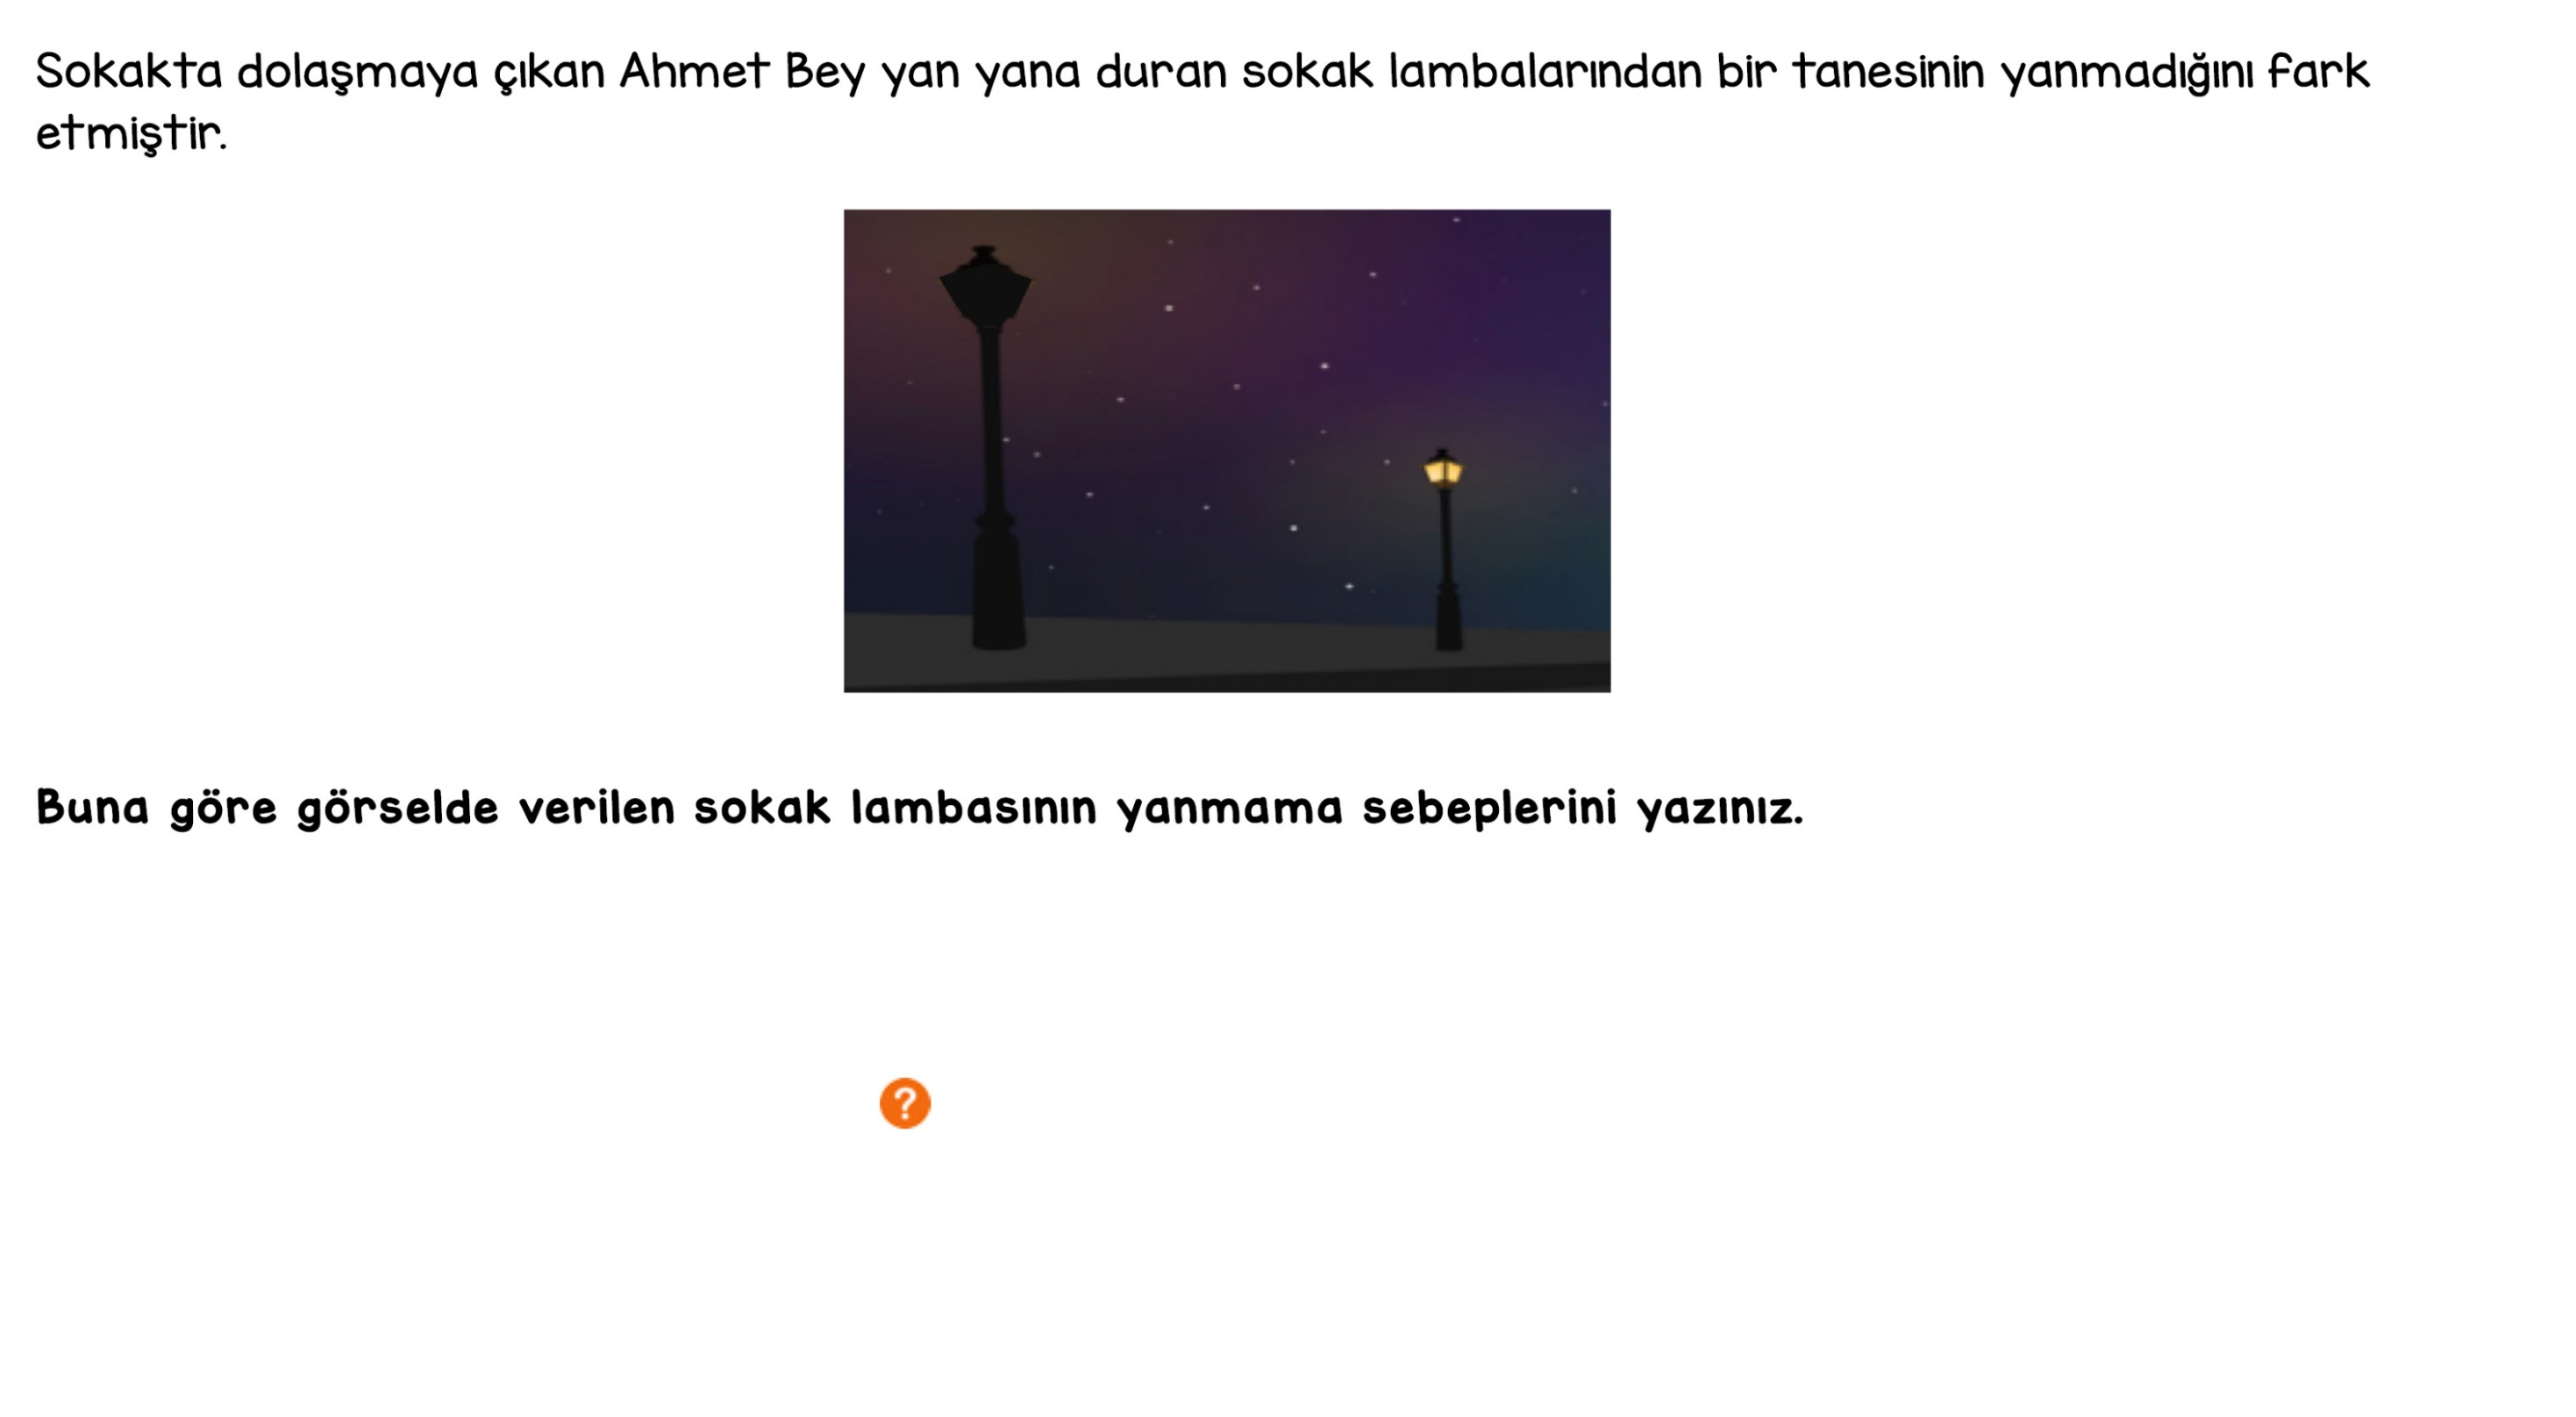 Sokakta dolaşmaya çıkan Ahmet Bey yan yana duran sokak lambalarından bir tanesinin yanmadığını fark
etmiştir.
Buna göre görselde verilen sokak lambasının yanmama sebeplerini yazınız.
?